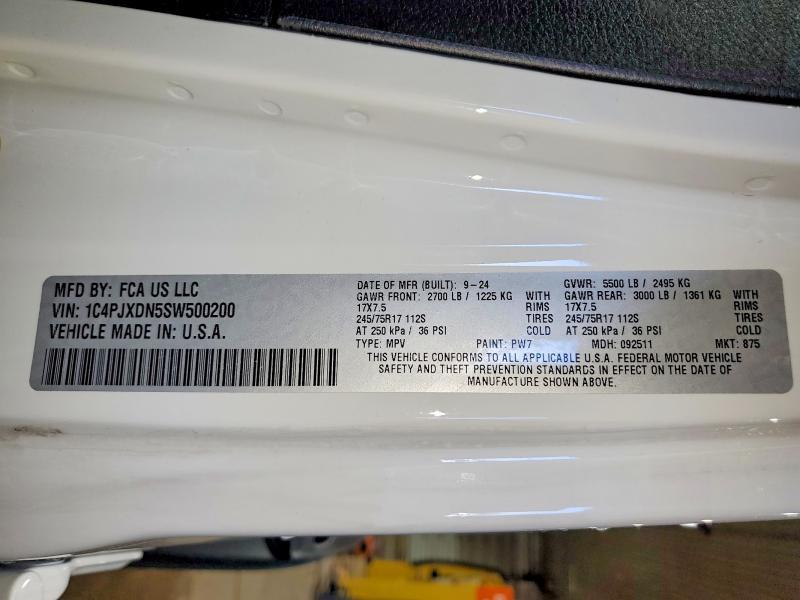 MFD BY: FCA US LLC
VIN: 1C4PJXDN5SW500200
VEHICLE MADE IN: U.S.A.
DATE OF MFR (BUILT): 9-24 GVWR: 5500 LB / 2495 KG
GAWR FRONT: 2700 LB / 1225 KG WITH GAWR REAR: 3000 LB / 1361 KG WITH
17X7.5 RIMS 17X7.5 RIMS
245/75R17 112S TIRES 245/75R17 112S TIRES
AT 250 kPa / 36 PSI COLD AT 250 kPa / 36 PSI COLD
TYPE: MPV PAINT: PW7 MDH: 092511 MKT: 875
THIS VEHICLE CONFORMS TO ALL APPLICABLE U.S.A. FEDERAL MOTOR VEHICLE
SAFETY AND THEFT PREVENTION STANDARDS IN EFFECT ON THE DATE OF
MANUFACTURE SHOWN ABOVE.